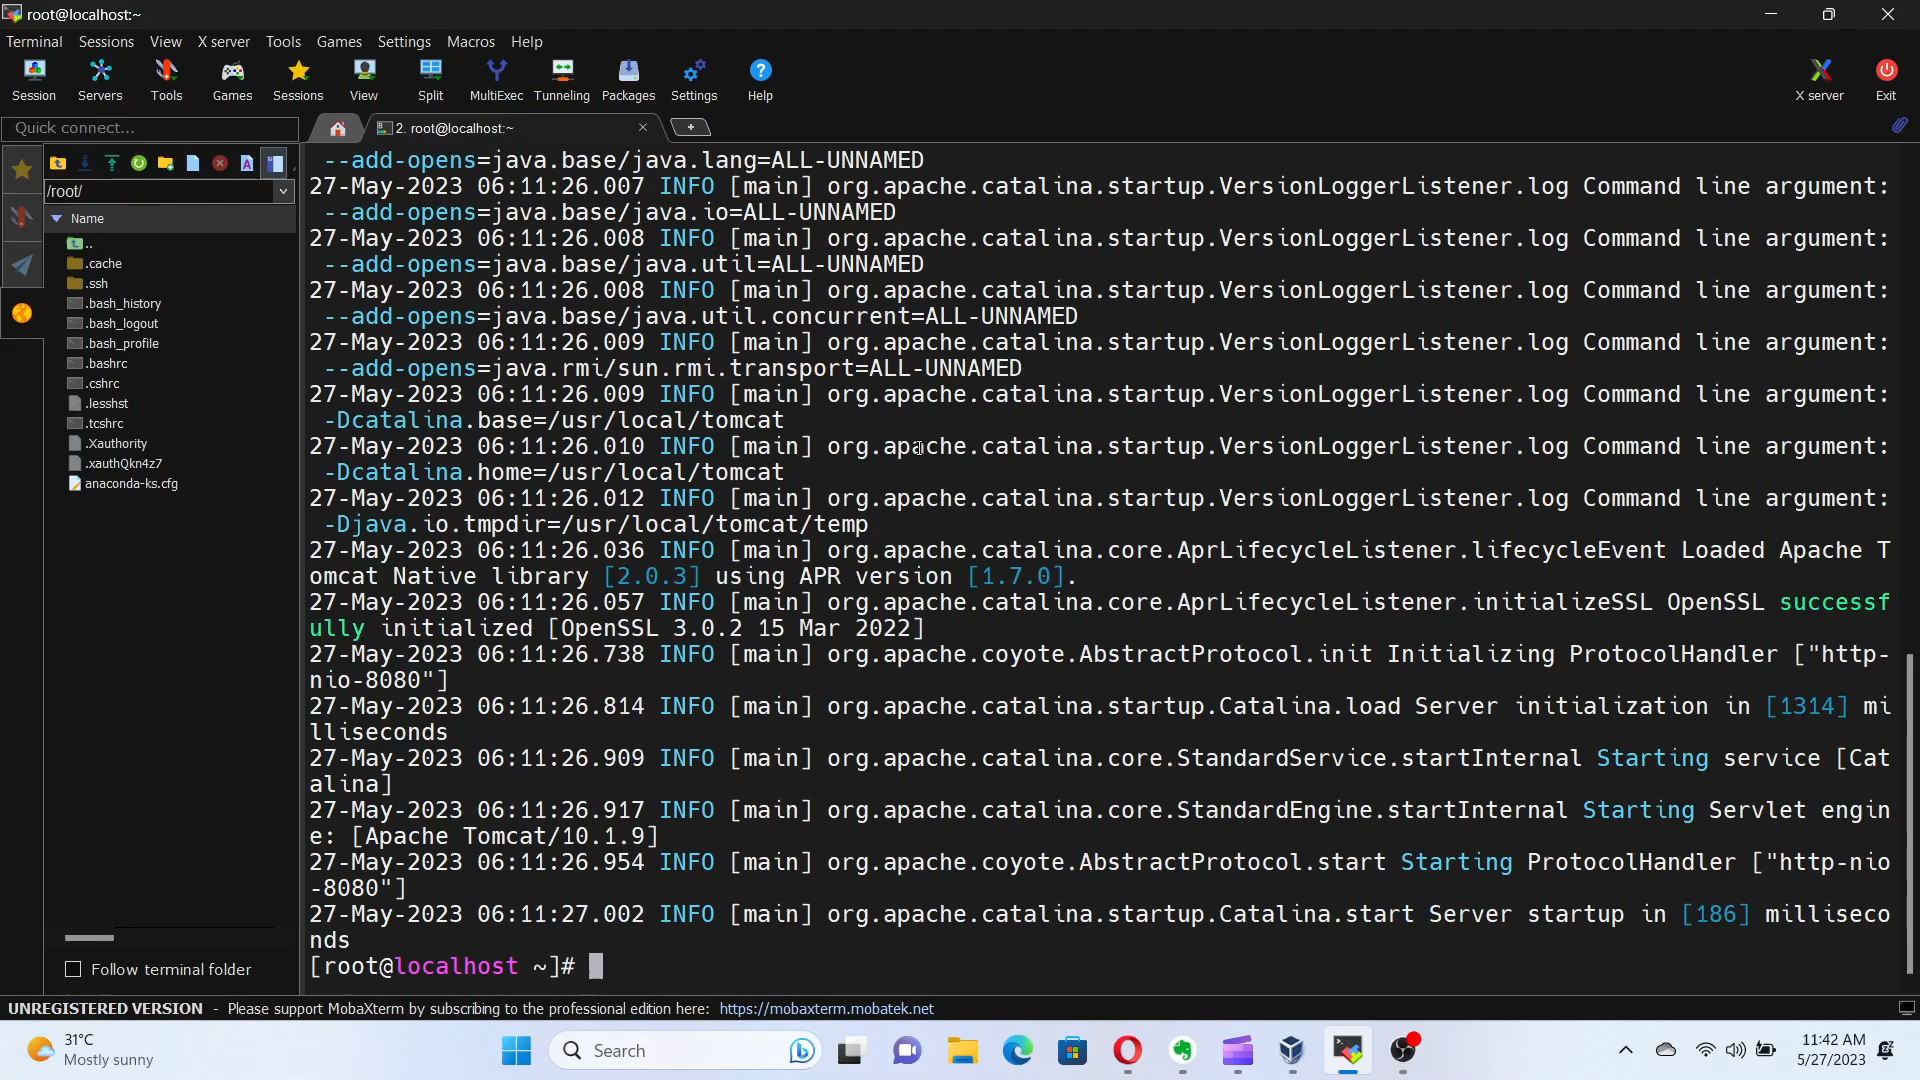 root@localhost:~
Terminal Sessions View X server Tools Games Settings Macros Help
Session Servers Tools Games Sessions View Split MultiExec Tunneling Packages Settings Help X server Exit
Quick connect...
2. root@localhost:~
/root/
Name
..
.cache
.ssh
.bash_history
.bash_logout
.bash_profile
.bashrc
.cshrc
.lesshst
.tcshrc
.Xauthority
.xauthQkn4z7
anaconda-ks.cfg
Follow terminal folder
--add-opens=java.base/java.lang=ALL-UNNAMED
27-May-2023 06:11:26.007 INFO [main] org.apache.catalina.startup.VersionLoggerListener.log Command line argument:
--add-opens=java.base/java.io=ALL-UNNAMED
27-May-2023 06:11:26.008 INFO [main] org.apache.catalina.startup.VersionLoggerListener.log Command line argument:
--add-opens=java.base/java.util=ALL-UNNAMED
27-May-2023 06:11:26.008 INFO [main] org.apache.catalina.startup.VersionLoggerListener.log Command line argument:
--add-opens=java.base/java.util.concurrent=ALL-UNNAMED
27-May-2023 06:11:26.009 INFO [main] org.apache.catalina.startup.VersionLoggerListener.log Command line argument:
--add-opens=java.rmi/sun.rmi.transport=ALL-UNNAMED
27-May-2023 06:11:26.009 INFO [main] org.apache.catalina.startup.VersionLoggerListener.log Command line argument:
-Dcatalina.base=/usr/local/tomcat
27-May-2023 06:11:26.010 INFO [main] org.apache.catalina.startup.VersionLoggerListener.log Command line argument:
-Dcatalina.home=/usr/local/tomcat
27-May-2023 06:11:26.012 INFO [main] org.apache.catalina.startup.VersionLoggerListener.log Command line argument:
-Djava.io.tmpdir=/usr/local/tomcat/temp
27-May-2023 06:11:26.036 INFO [main] org.apache.catalina.core.AprLifecycleListener.lifecycleEvent Loaded Apache T
omcat Native library [2.0.3] using APR version [1.7.0].
27-May-2023 06:11:26.057 INFO [main] org.apache.catalina.core.AprLifecycleListener.initializeSSL OpenSSL successf
ully initialized [OpenSSL 3.0.2 15 Mar 2022]
27-May-2023 06:11:26.738 INFO [main] org.apache.coyote.AbstractProtocol.init Initializing ProtocolHandler ["http-
nio-8080"]
27-May-2023 06:11:26.814 INFO [main] org.apache.catalina.startup.Catalina.load Server initialization in [1314] mi
lliseconds
27-May-2023 06:11:26.909 INFO [main] org.apache.catalina.core.StandardService.startInternal Starting service [Cat
alina]
27-May-2023 06:11:26.917 INFO [main] org.apache.catalina.core.StandardEngine.startInternal Starting Servlet engin
e: [Apache Tomcat/10.1.9]
27-May-2023 06:11:26.954 INFO [main] org.apache.coyote.AbstractProtocol.start Starting ProtocolHandler ["http-nio
-8080"]
27-May-2023 06:11:27.002 INFO [main] org.apache.catalina.startup.Catalina.start Server startup in [186] milliseco
nds
[root@localhost ~]#
UNREGISTERED VERSION - Please support MobaXterm by subscribing to the professional edition here: https://mobaxterm.mobatek.net
31°C
Mostly sunny
Search
11:42 AM
5/27/2023